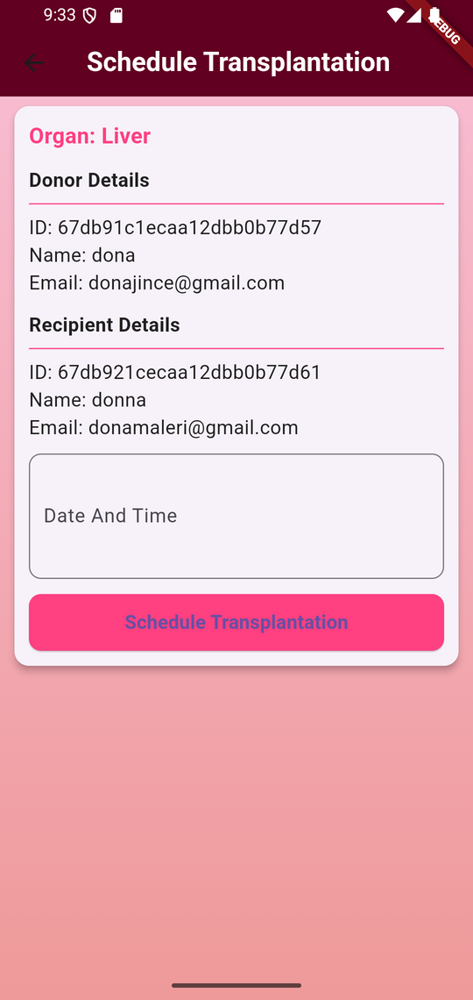 9:33
DEBUG
Schedule Transplantation
Organ: Liver
Donor Details
ID: 67db91c1ecaa12dbb0b77d57
Name: dona
Email: donajince@gmail.com
Recipient Details
ID: 67db921cecaa12dbb0b77d61
Name: donna
Email: donamaleri@gmail.com
Date And Time
Schedule Transplantation